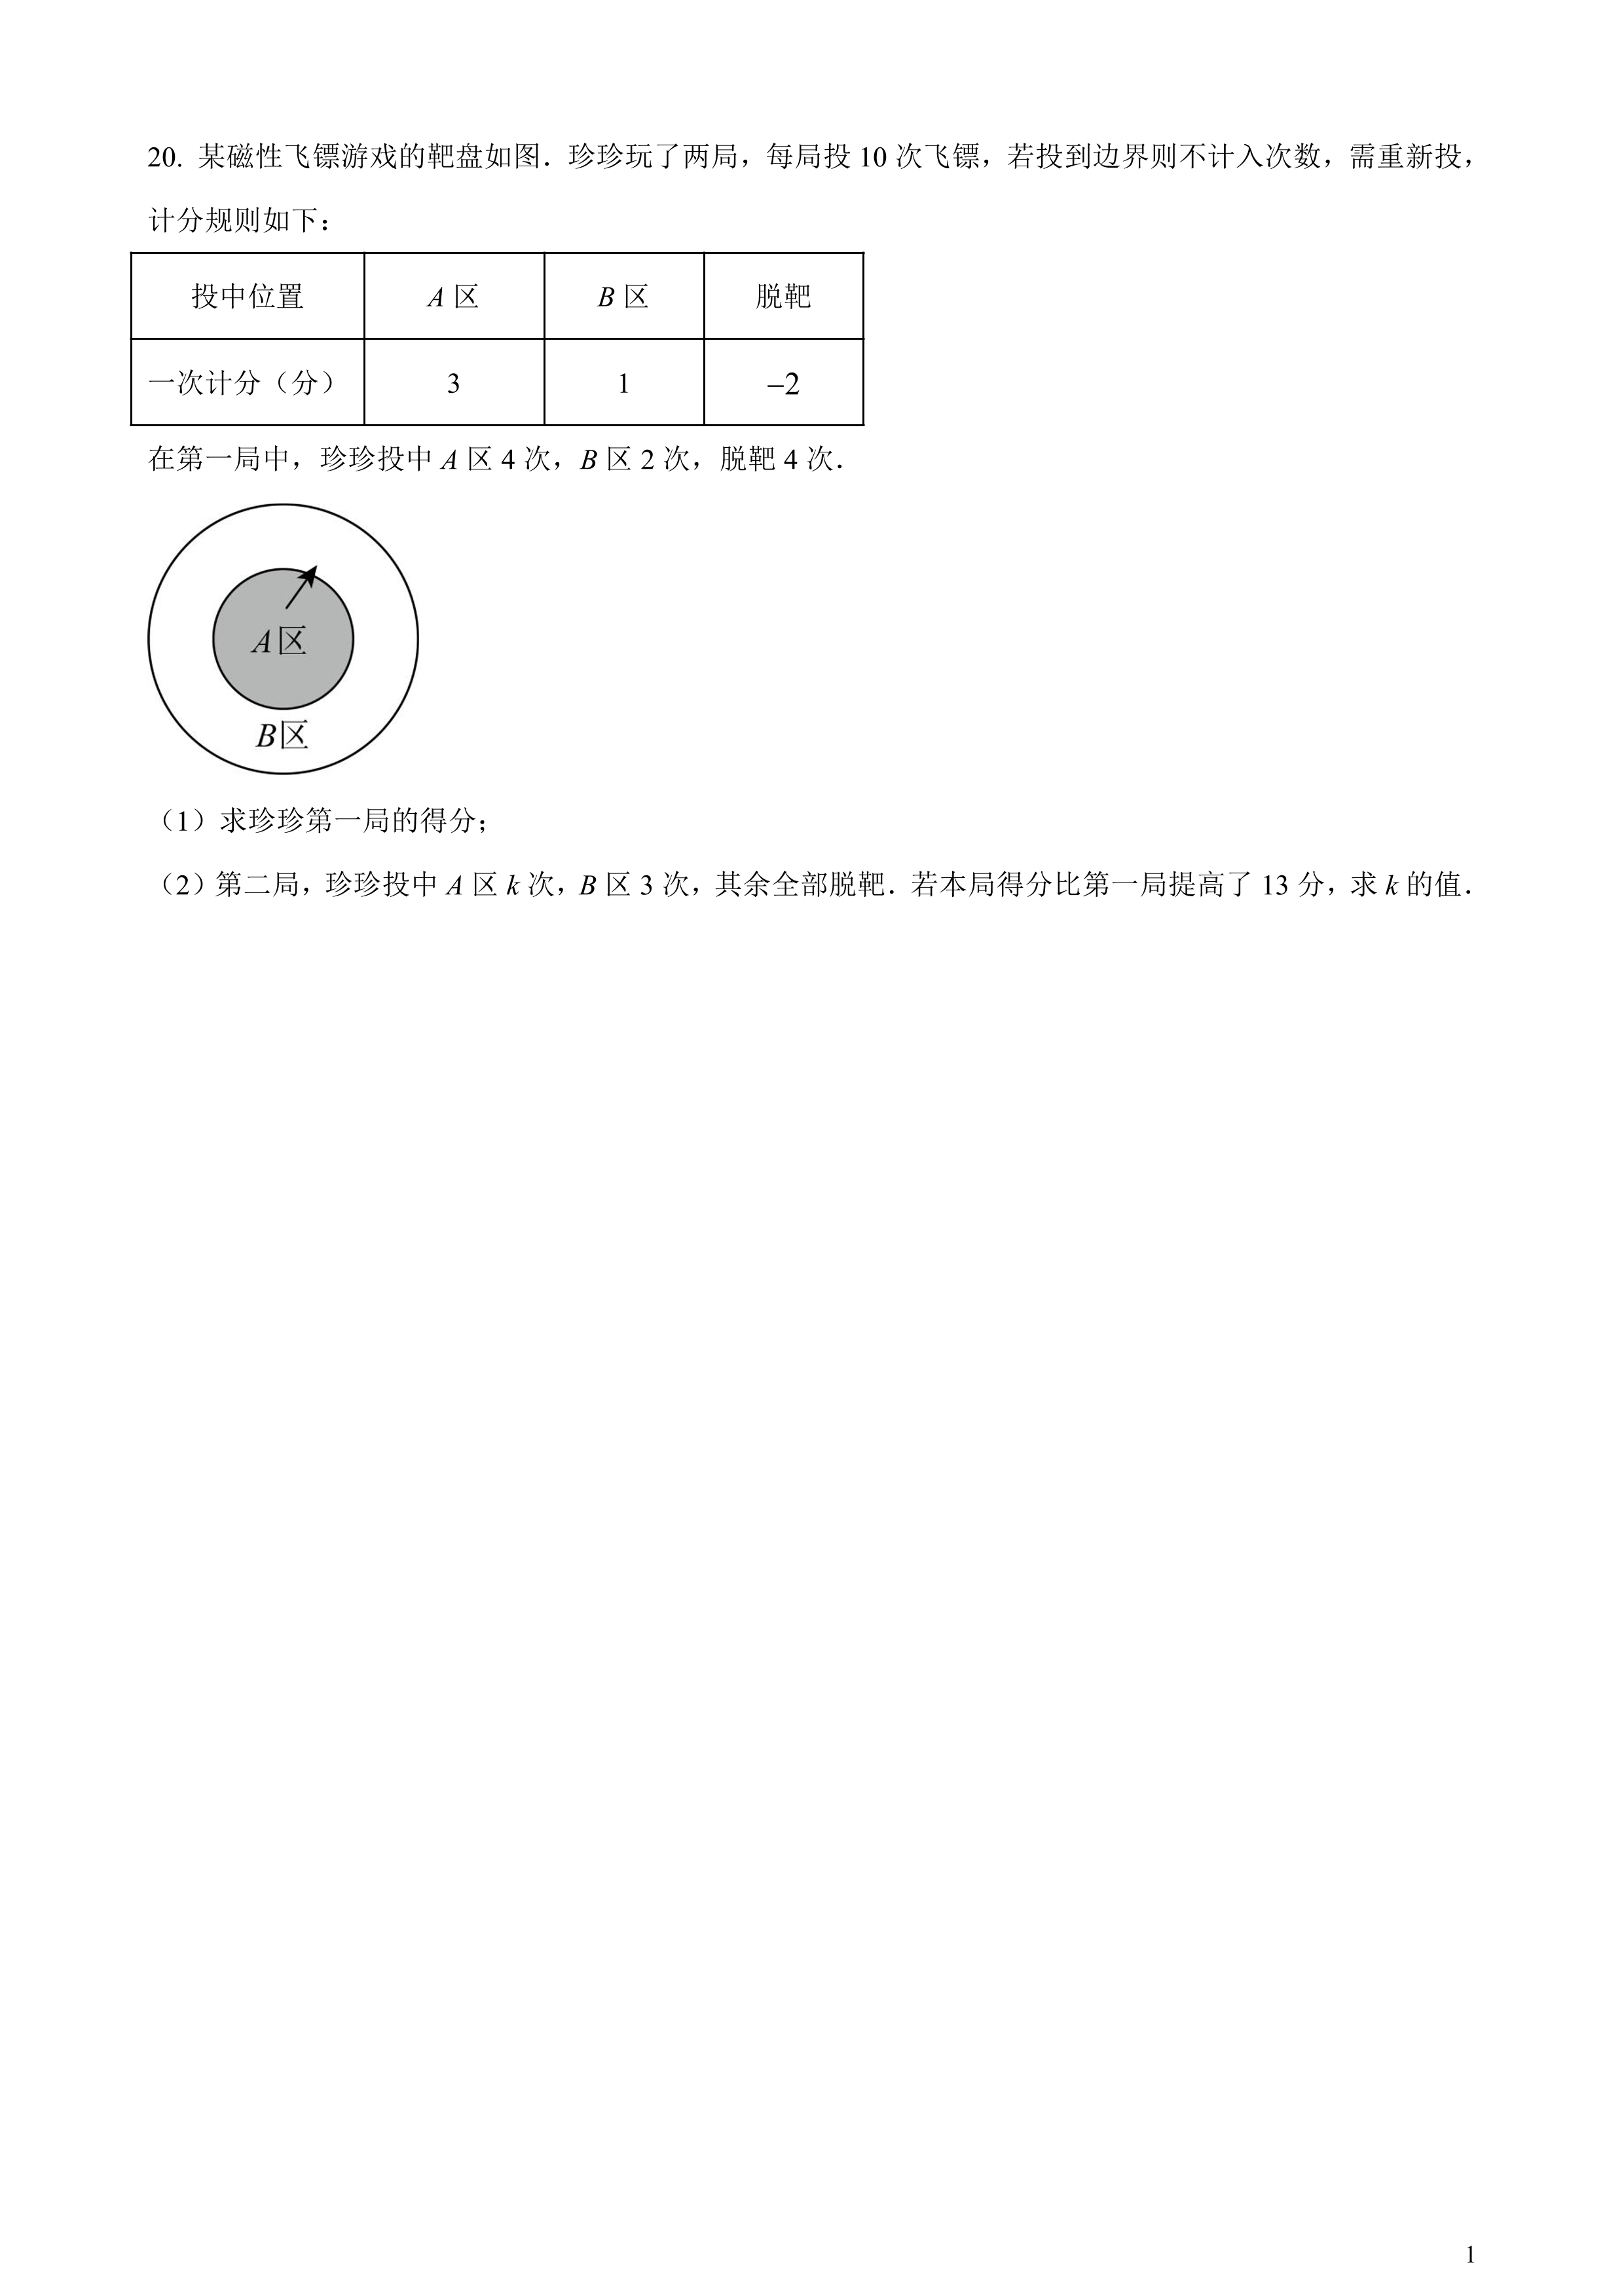 20. 某磁性飞镖游戏的靶盘如图．珍珍玩了两局，每局投 10 次飞镖，若投到边界则不计入次数，需重新投，
计分规则如下：
投中位置 A 区 B 区 脱靶
一次计分（分） 3 1 –2
在第一局中，珍珍投中 A 区 4 次，B 区 2 次，脱靶 4 次．
A区
B区
（1）求珍珍第一局的得分；
（2）第二局，珍珍投中 A 区 k 次，B 区 3 次，其余全部脱靶．若本局得分比第一局提高了 13 分，求 k 的值．
1